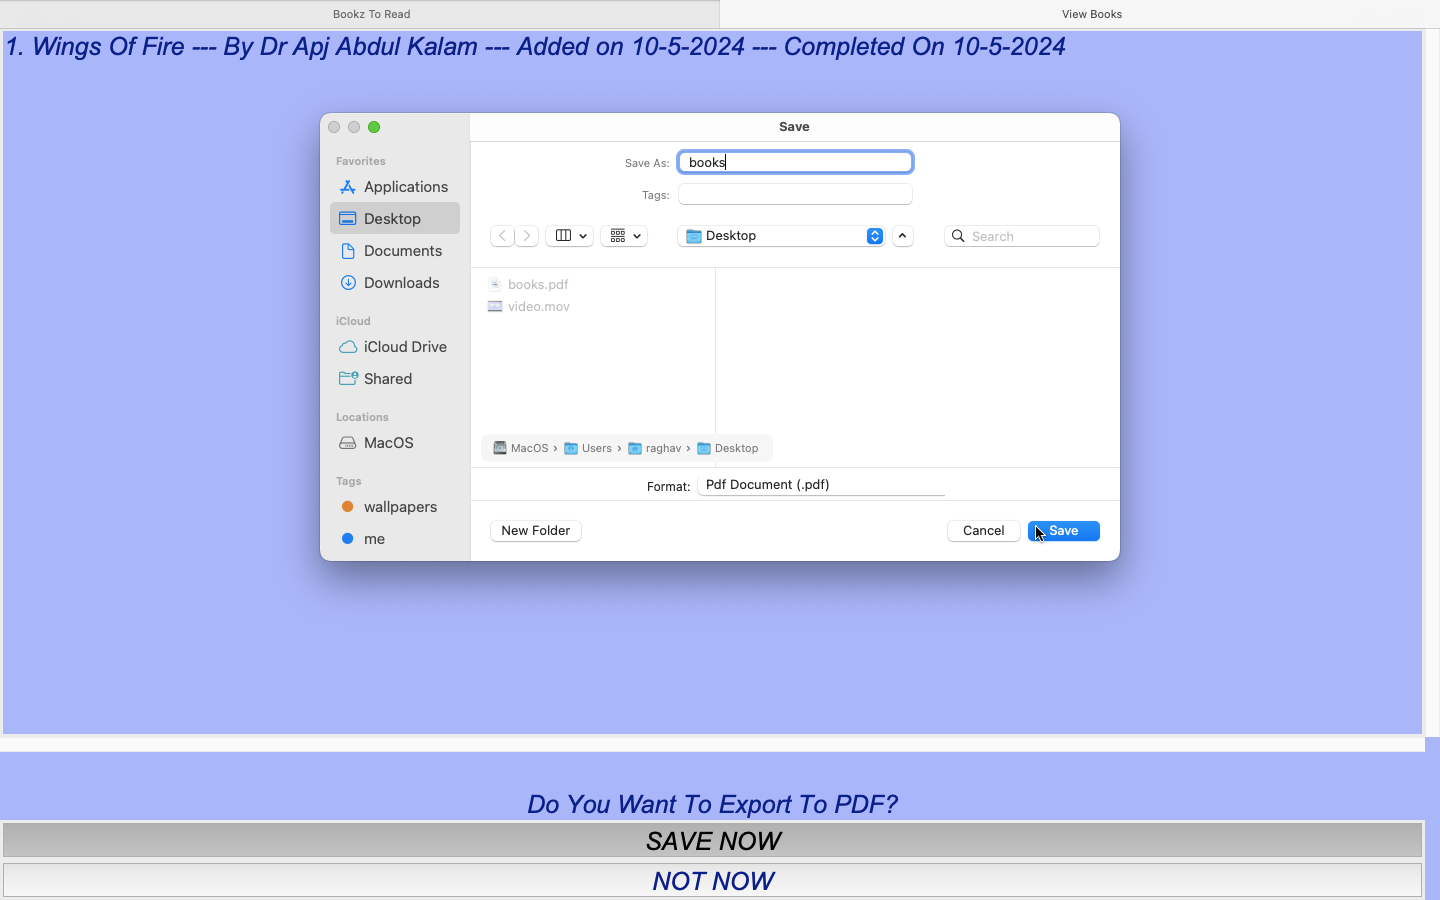 Bookz To Read
View Books
1. Wings Of Fire --- By Dr Apj Abdul Kalam --- Added on 10-5-2024 --- Completed On 10-5-2024
Save
Save As: books
Tags:
Favorites
Applications
Desktop
Documents
Downloads
iCloud
iCloud Drive
Shared
Locations
MacOS
Tags
wallpapers
me
Desktop
Search
books.pdf
video.mov
MacOS › Users › raghav › Desktop
Format: Pdf Document (.pdf)
New Folder
Cancel
Save
Do You Want To Export To PDF?
SAVE NOW
NOT NOW